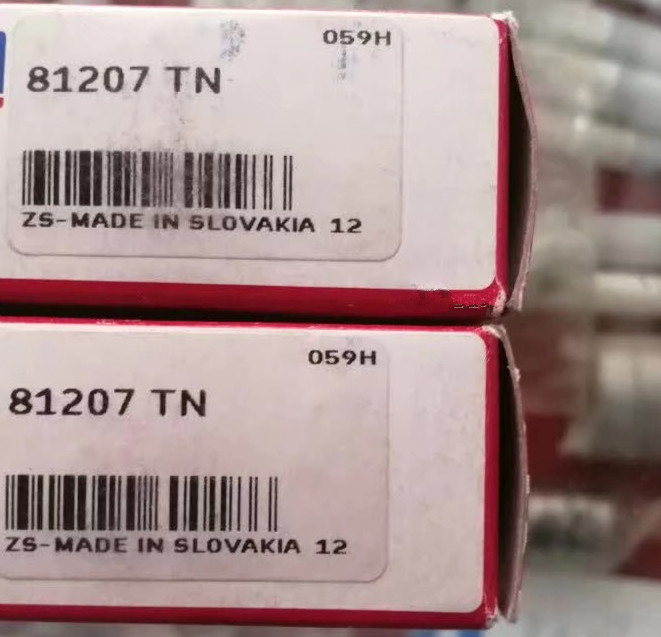 059H
81207 TN
ZS-MADE IN SLOVAKIA 12
059H
81207 TN
ZS-MADE IN SLOVAKIA 12